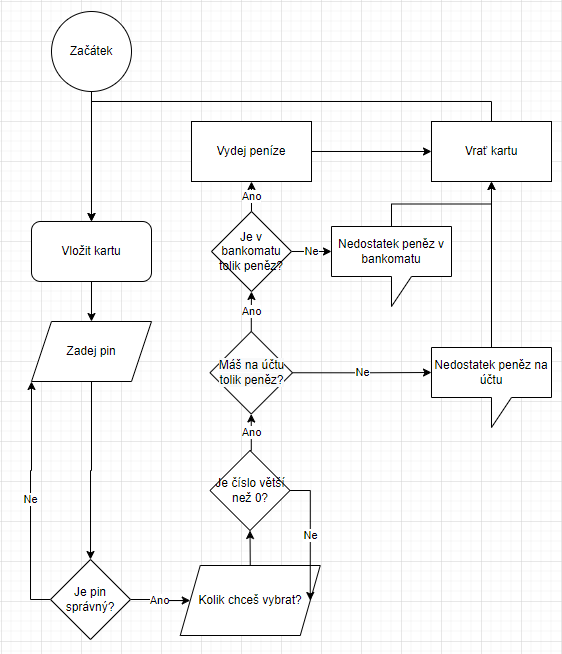 Začátek
Vydej peníze
Vrať kartu
Ano
Vložit kartu
Je v
bankomatu
tolik peněz?
Ne
Nedostatek peněz v
bankomatu
Ano
Zadej pin
Máš na účtu
tolik peněz?
Ne
Nedostatek peněz na
účtu
Ano
Ne
Je číslo větší
než 0?
Ne
Je pin
správný?
Ano
Kolik chceš vybrat?